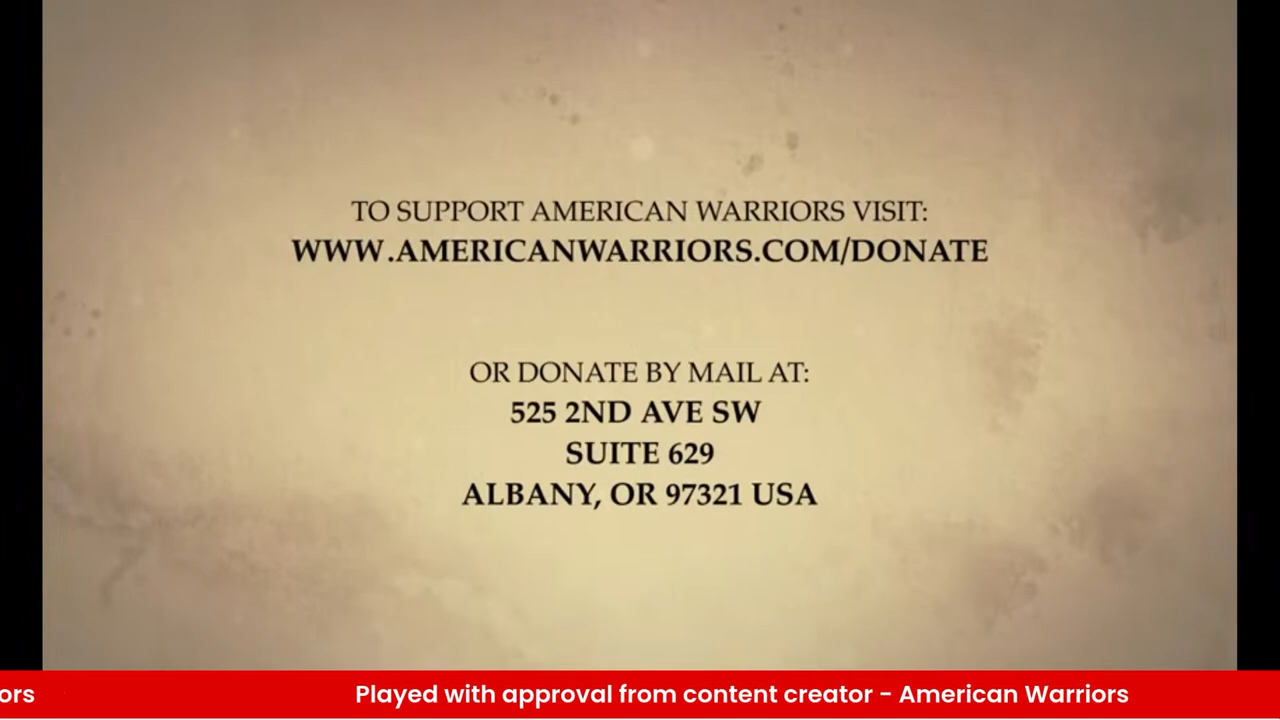 TO SUPPORT AMERICAN WARRIORS VISIT:
WWW.AMERICANWARRIORS.COM/DONATE
OR DONATE BY MAIL AT:
525 2ND AVE SW
SUITE 629
ALBANY, OR 97321 USA
ors Played with approval from content creator - American Warriors